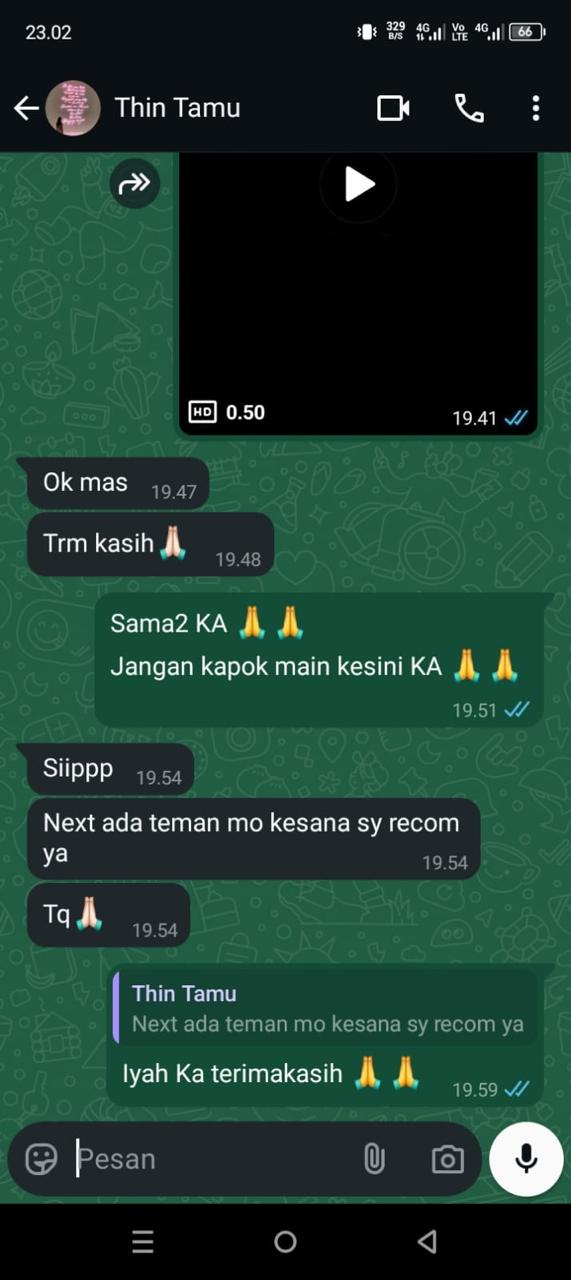 23.02
329
B/S
4G
Vo
LTE
4G
66
Thin Tamu
HD 0.50
19.41
Ok mas
19.47
Trm kasih🙏🏻
19.48
Sama2 KA 🙏 🙏
Jangan kapok main kesini KA 🙏 🙏
19.51
Siippp
19.54
Next ada teman mo kesana sy recom
ya
19.54
Tq🙏🏻
19.54
Thin Tamu
Next ada teman mo kesana sy recom ya
Iyah Ka terimakasih 🙏 🙏
19.59
Pesan